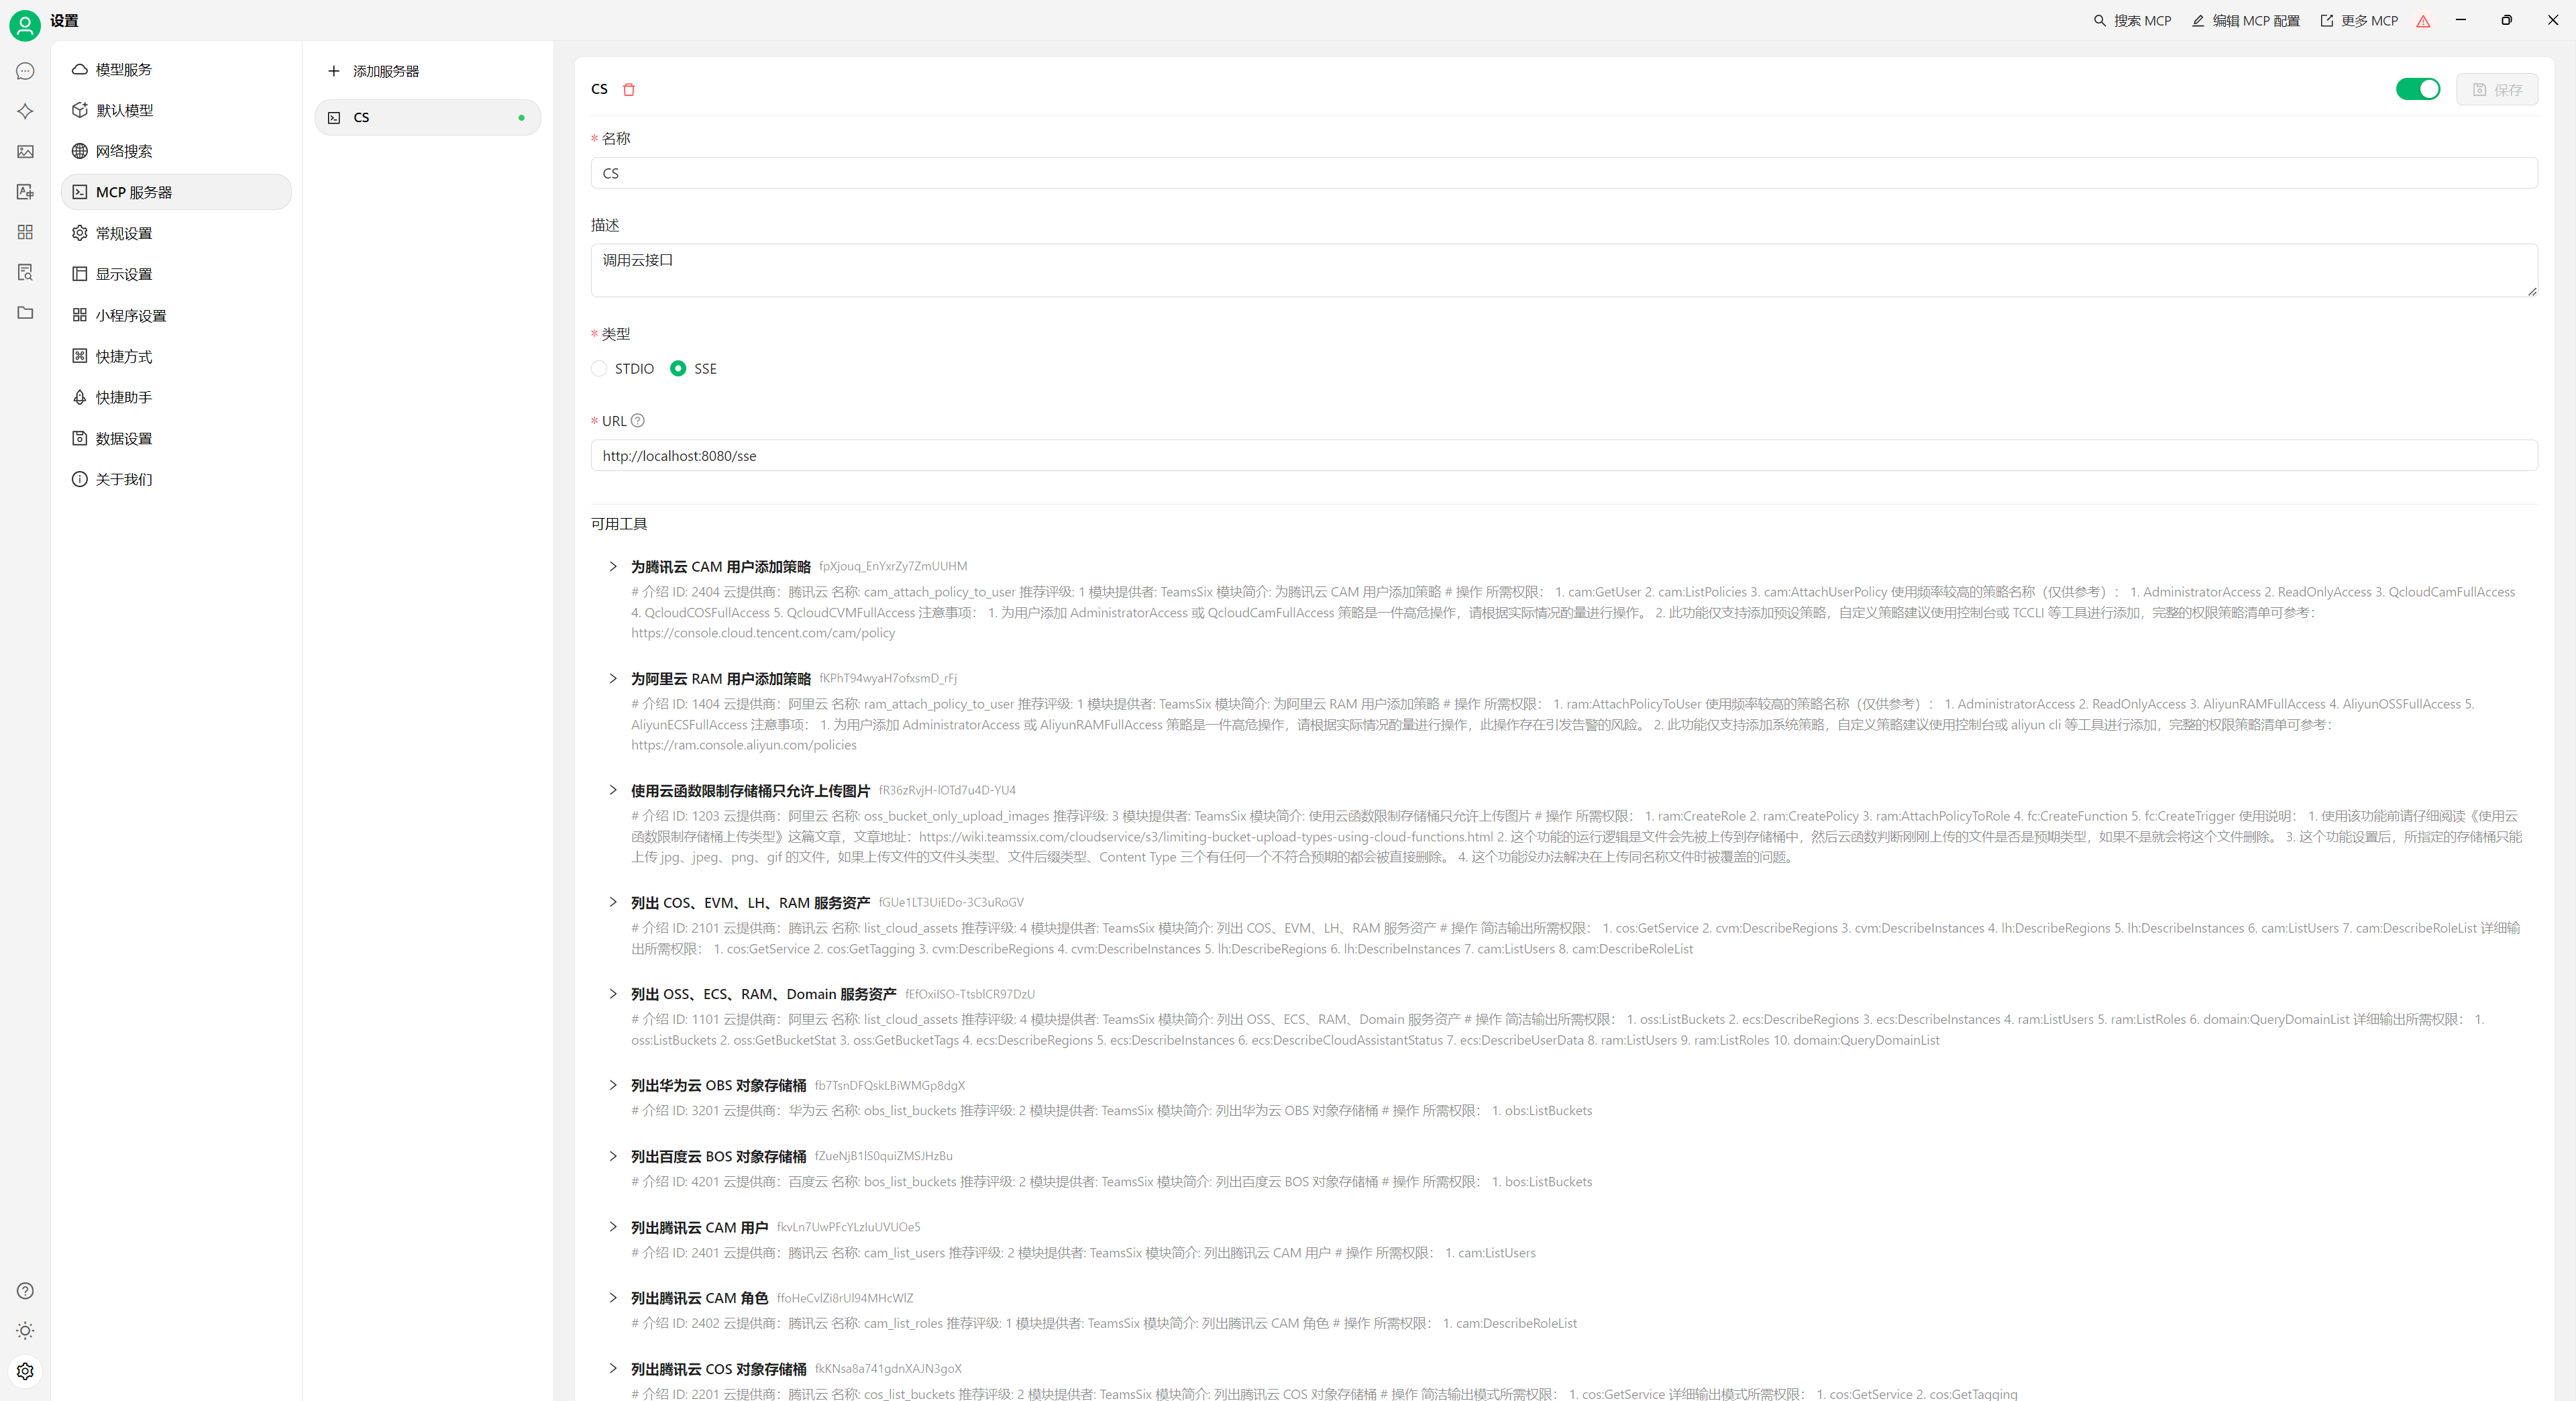 设置
搜索 MCP
编辑 MCP 配置
更多 MCP
模型服务
默认模型
网络搜索
MCP 服务器
常规设置
显示设置
小程序设置
快捷方式
快捷助手
数据设置
关于我们
添加服务器
CS
CS
保存
* 名称
CS
描述
调用云接口
* 类型
STDIO
SSE
* URL
http://localhost:8080/sse
可用工具
为腾讯云 CAM 用户添加策略 fpXjouq_EnYxrZy7ZmUUHM
# 介绍 ID: 2404 云提供商：腾讯云 名称: cam_attach_policy_to_user 推荐评级: 1 模块提供者: TeamsSix 模块简介: 为腾讯云 CAM 用户添加策略 # 操作 所需权限： 1. cam:GetUser 2. cam:ListPolicies 3. cam:AttachUserPolicy 使用频率较高的策略名称（仅供参考）： 1. AdministratorAccess 2. ReadOnlyAccess 3. QcloudCamFullAccess
4. QcloudCOSFullAccess 5. QcloudCVMFullAccess 注意事项： 1. 为用户添加 AdministratorAccess 或 QcloudCamFullAccess 策略是一件高危操作，请根据实际情况酌量进行操作。 2. 此功能仅支持添加预设策略，自定义策略建议使用控制台或 TCCLI 等工具进行添加，完整的权限策略清单可参考：
https://console.cloud.tencent.com/cam/policy
为阿里云 RAM 用户添加策略 fKPhT94wyaH7ofxsmD_rFj
# 介绍 ID: 1404 云提供商：阿里云 名称: ram_attach_policy_to_user 推荐评级: 1 模块提供者: TeamsSix 模块简介: 为阿里云 RAM 用户添加策略 # 操作 所需权限： 1. ram:AttachPolicyToUser 使用频率较高的策略名称（仅供参考）： 1. AdministratorAccess 2. ReadOnlyAccess 3. AliyunRAMFullAccess 4. AliyunOSSFullAccess 5.
AliyunECSFullAccess 注意事项： 1. 为用户添加 AdministratorAccess 或 AliyunRAMFullAccess 策略是一件高危操作，请根据实际情况酌量进行操作，此操作存在引发告警的风险。 2. 此功能仅支持添加系统策略，自定义策略建议使用控制台或 aliyun cli 等工具进行添加，完整的权限策略清单可参考：
https://ram.console.aliyun.com/policies
使用云函数限制存储桶只允许上传图片 fR36zRvjH-lOTd7u4D-YU4
# 介绍 ID: 1203 云提供商：阿里云 名称: oss_bucket_only_upload_images 推荐评级: 3 模块提供者: TeamsSix 模块简介: 使用云函数限制存储桶只允许上传图片 # 操作 所需权限： 1. ram:CreateRole 2. ram:CreatePolicy 3. ram:AttachPolicyToRole 4. fc:CreateFunction 5. fc:CreateTrigger 使用说明： 1. 使用该功能前请仔细阅读《使用云
函数限制存储桶上传类型》这篇文章，文章地址：https://wiki.teamssix.com/cloudservice/s3/limiting-bucket-upload-types-using-cloud-functions.html 2. 这个功能的运行逻辑是文件会先被上传到存储桶中，然后云函数判断刚刚上传的文件是否是预期类型，如果不是就会将这个文件删除。 3. 这个功能设置后，所指定的存储桶只能
上传 jpg、jpeg、png、gif 的文件，如果上传文件的文件头类型、文件后缀类型、Content Type 三个有任何一个不符合预期的都会被直接删除。 4. 这个功能没办法解决在上传同名称文件时被覆盖的问题。
列出 COS、EVM、LH、RAM 服务资产 fGUe1LT3UiEDo-3C3uRoGV
# 介绍 ID: 2101 云提供商：腾讯云 名称: list_cloud_assets 推荐评级: 4 模块提供者: TeamsSix 模块简介: 列出 COS、EVM、LH、RAM 服务资产 # 操作 简洁输出所需权限： 1. cos:GetService 2. cvm:DescribeRegions 3. cvm:DescribeInstances 4. lh:DescribeRegions 5. lh:DescribeInstances 6. cam:ListUsers 7. cam:DescribeRoleList 详细输
出所需权限： 1. cos:GetService 2. cos:GetTagging 3. cvm:DescribeRegions 4. cvm:DescribeInstances 5. lh:DescribeRegions 6. lh:DescribeInstances 7. cam:ListUsers 8. cam:DescribeRoleList
列出 OSS、ECS、RAM、Domain 服务资产 fEfOxiISO-TtsblCR97DzU
# 介绍 ID: 1101 云提供商：阿里云 名称: list_cloud_assets 推荐评级: 4 模块提供者: TeamsSix 模块简介: 列出 OSS、ECS、RAM、Domain 服务资产 # 操作 简洁输出所需权限： 1. oss:ListBuckets 2. ecs:DescribeRegions 3. ecs:DescribeInstances 4. ram:ListUsers 5. ram:ListRoles 6. domain:QueryDomainList 详细输出所需权限： 1.
oss:ListBuckets 2. oss:GetBucketStat 3. oss:GetBucketTags 4. ecs:DescribeRegions 5. ecs:DescribeInstances 6. ecs:DescribeCloudAssistantStatus 7. ecs:DescribeUserData 8. ram:ListUsers 9. ram:ListRoles 10. domain:QueryDomainList
列出华为云 OBS 对象存储桶 fb7TsnDFQskLBiWMGp8dgX
# 介绍 ID: 3201 云提供商：华为云 名称: obs_list_buckets 推荐评级: 2 模块提供者: TeamsSix 模块简介: 列出华为云 OBS 对象存储桶 # 操作 所需权限： 1. obs:ListBuckets
列出百度云 BOS 对象存储桶 fZueNjB1lS0quiZMSJHzBu
# 介绍 ID: 4201 云提供商：百度云 名称: bos_list_buckets 推荐评级: 2 模块提供者: TeamsSix 模块简介: 列出百度云 BOS 对象存储桶 # 操作 所需权限： 1. bos:ListBuckets
列出腾讯云 CAM 用户 fkvLn7UwPFcYLzIuUVUOe5
# 介绍 ID: 2401 云提供商：腾讯云 名称: cam_list_users 推荐评级: 2 模块提供者: TeamsSix 模块简介: 列出腾讯云 CAM 用户 # 操作 所需权限： 1. cam:ListUsers
列出腾讯云 CAM 角色 ffoHeCvlZi8rUl94MHcWlZ
# 介绍 ID: 2402 云提供商：腾讯云 名称: cam_list_roles 推荐评级: 1 模块提供者: TeamsSix 模块简介: 列出腾讯云 CAM 角色 # 操作 所需权限： 1. cam:DescribeRoleList
列出腾讯云 COS 对象存储桶 fkKNsa8a741gdnXAJN3goX
# 介绍 ID: 2201 云提供商：腾讯云 名称: cos_list_buckets 推荐评级: 2 模块提供者: TeamsSix 模块简介: 列出腾讯云 COS 对象存储桶 # 操作 简洁输出模式所需权限： 1. cos:GetService 详细输出模式所需权限： 1. cos:GetService 2. cos:GetTagging